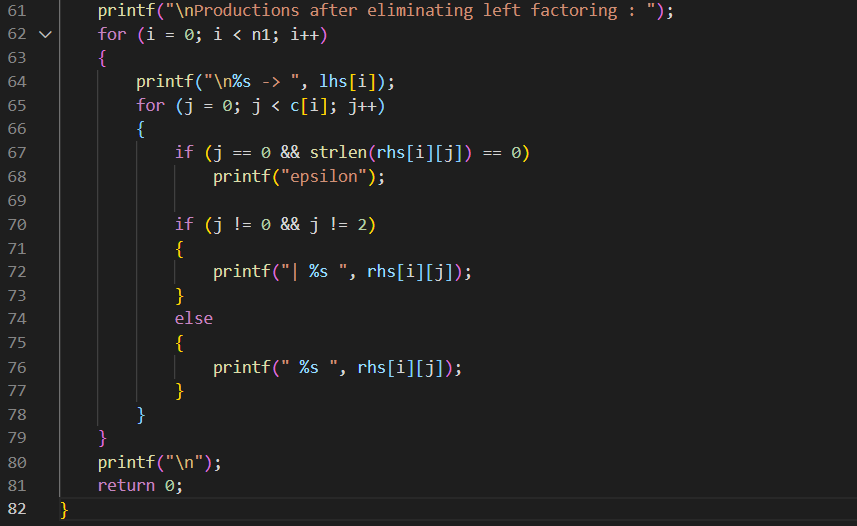 61 printf("\nProductions after eliminating left factoring : ");
62 for (i = 0; i < n1; i++)
63 {
64 printf("\n%s -> ", lhs[i]);
65 for (j = 0; j < c[i]; j++)
66 {
67 if (j == 0 && strlen(rhs[i][j]) == 0)
68 printf("epsilon");
69
70 if (j != 0 && j != 2)
71 {
72 printf("| %s ", rhs[i][j]);
73 }
74 else
75 {
76 printf(" %s ", rhs[i][j]);
77 }
78 }
79 }
80 printf("\n");
81 return 0;
82 }